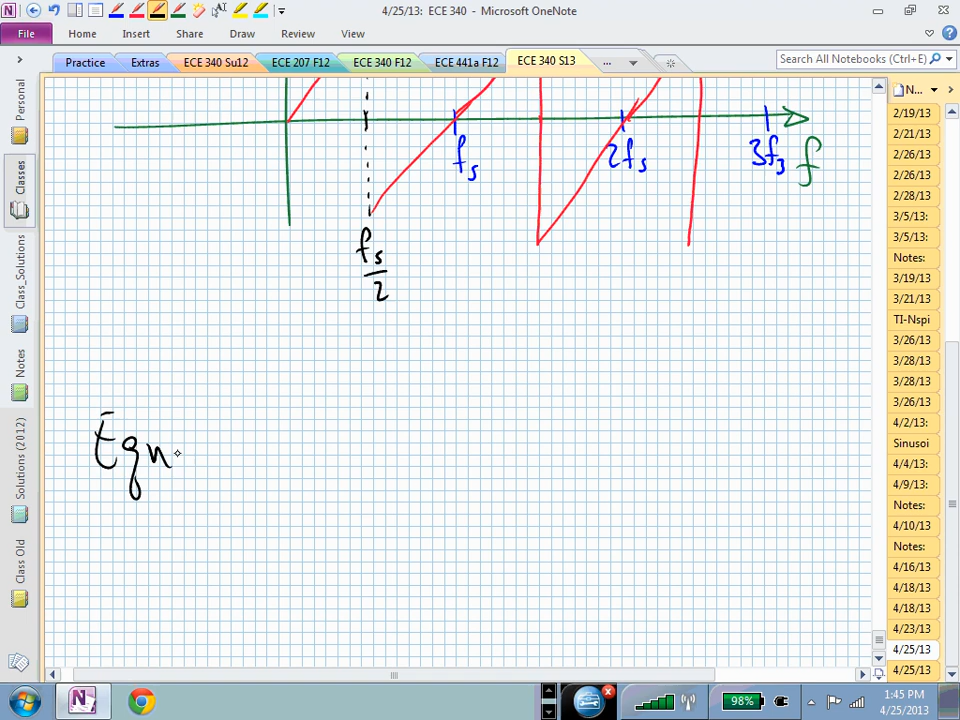 4/25/13: ECE 340 - Microsoft OneNote
File Home Insert Draw Review View
Practice Extras ECE 340 Su12 ECE 207 F12 ECE 340 F12 ECE 441a F12 ECE 340 S13 ...
Search All Notebooks (Ctrl+E)
N...
Personal
Classes
Class_Solutions
Notes
Solutions (2012)
Class Old
fs
2fs
3f3
f
fs
2
Eqn
2/19/13
2/21/13
2/26/13
2/26/13
2/28/13
3/5/13:
3/5/13:
Notes:
3/19/13
3/21/13
TI-Nspi
3/26/13
3/28/13
3/28/13
3/26/13
4/2/13:
Sinusoi
4/4/13:
4/9/13:
Notes:
4/10/13
Notes:
4/16/13
4/18/13
4/18/13
4/23/13
4/25/13
4/25/13
98%
1:45 PM
4/25/2013